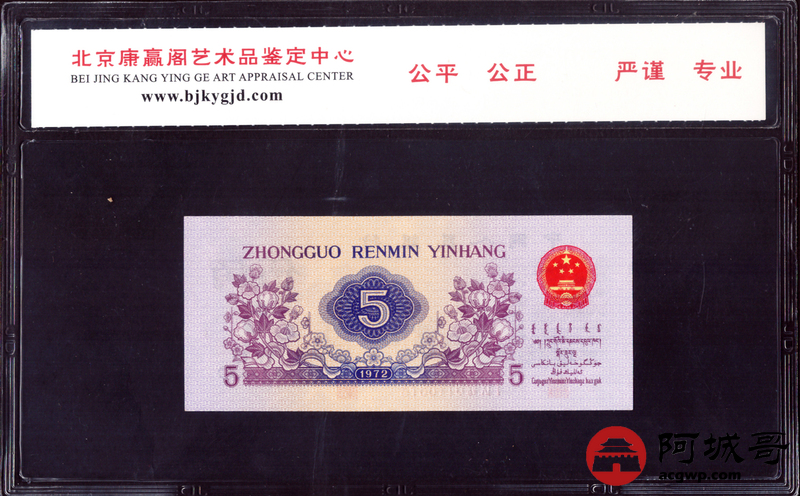 北京康赢阁艺术品鉴定中心
BEI JING KANG YING GE ART APPRAISAL CENTER
www.bjkygjd.com
公平 公正 严谨 专业
ZHONGGUO RENMIN YINHANG
5
5 1972 5
阿城哥
acgwp.com